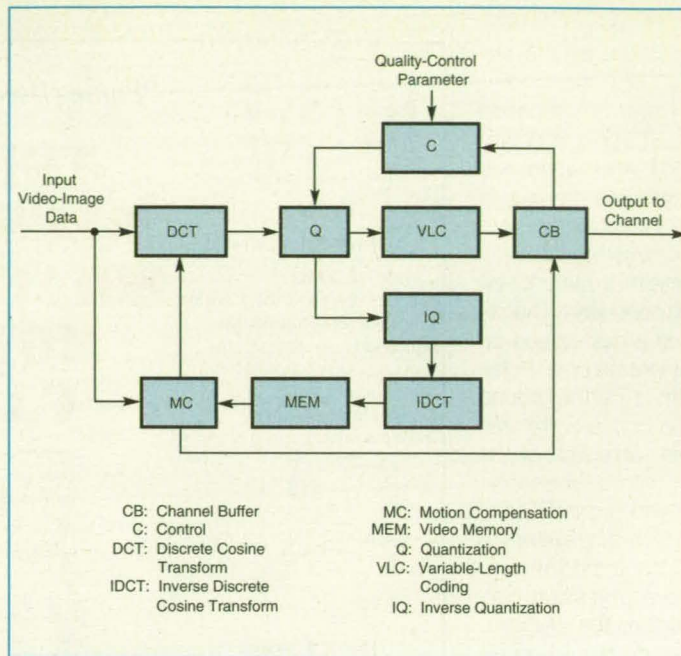 Quality-Control
Parameter
C
Input
Video-Image
Data
Output to
Channel
DCT
Q
VLC
CB
IQ
MC
MEM
IDCT
CB: Channel Buffer
C: Control
DCT: Discrete Cosine
Transform
IDCT: Inverse Discrete
Cosine Transform
MC: Motion Compensation
MEM: Video Memory
Q: Quantization
VLC: Variable-Length
Coding
IQ: Inverse Quantization